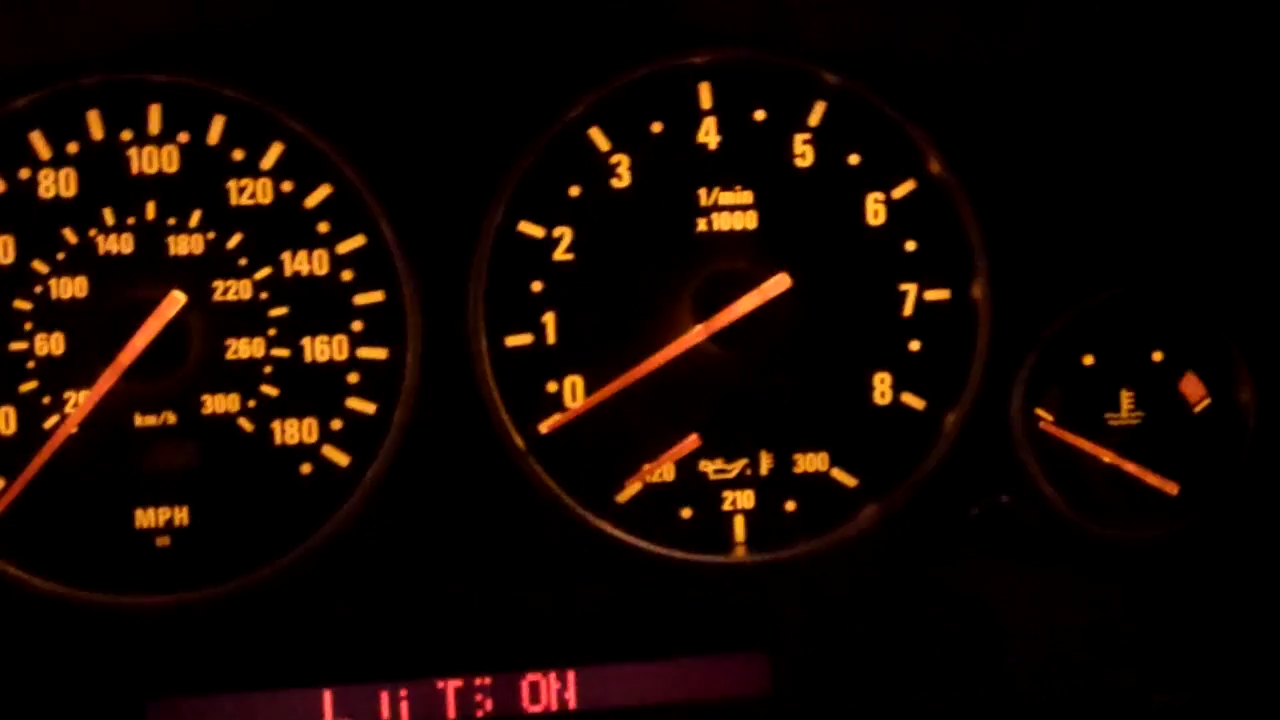 80 100 120 140 160 180
20 60 100 140 180 220 260 300
km/h
MPH
0 1 2 3 4 5 6 7 8
1/min
x1000
120 210 300
ON